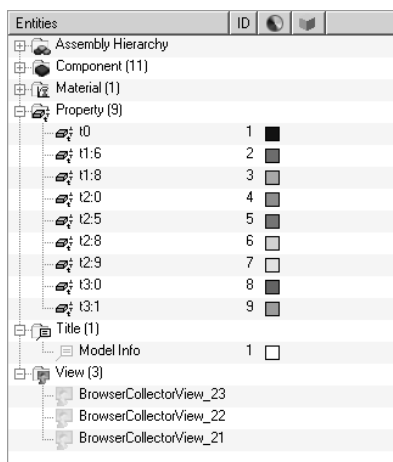 Entities ID
Assembly Hierarchy
Component (11)
Material (1)
Property (9)
t0 1
t1:6 2
t1:8 3
t2:0 4
t2:5 5
t2:8 6
t2:9 7
t3:0 8
t3:1 9
Title (1)
Model Info 1
View (3)
BrowserCollectorView_23
BrowserCollectorView_22
BrowserCollectorView_21